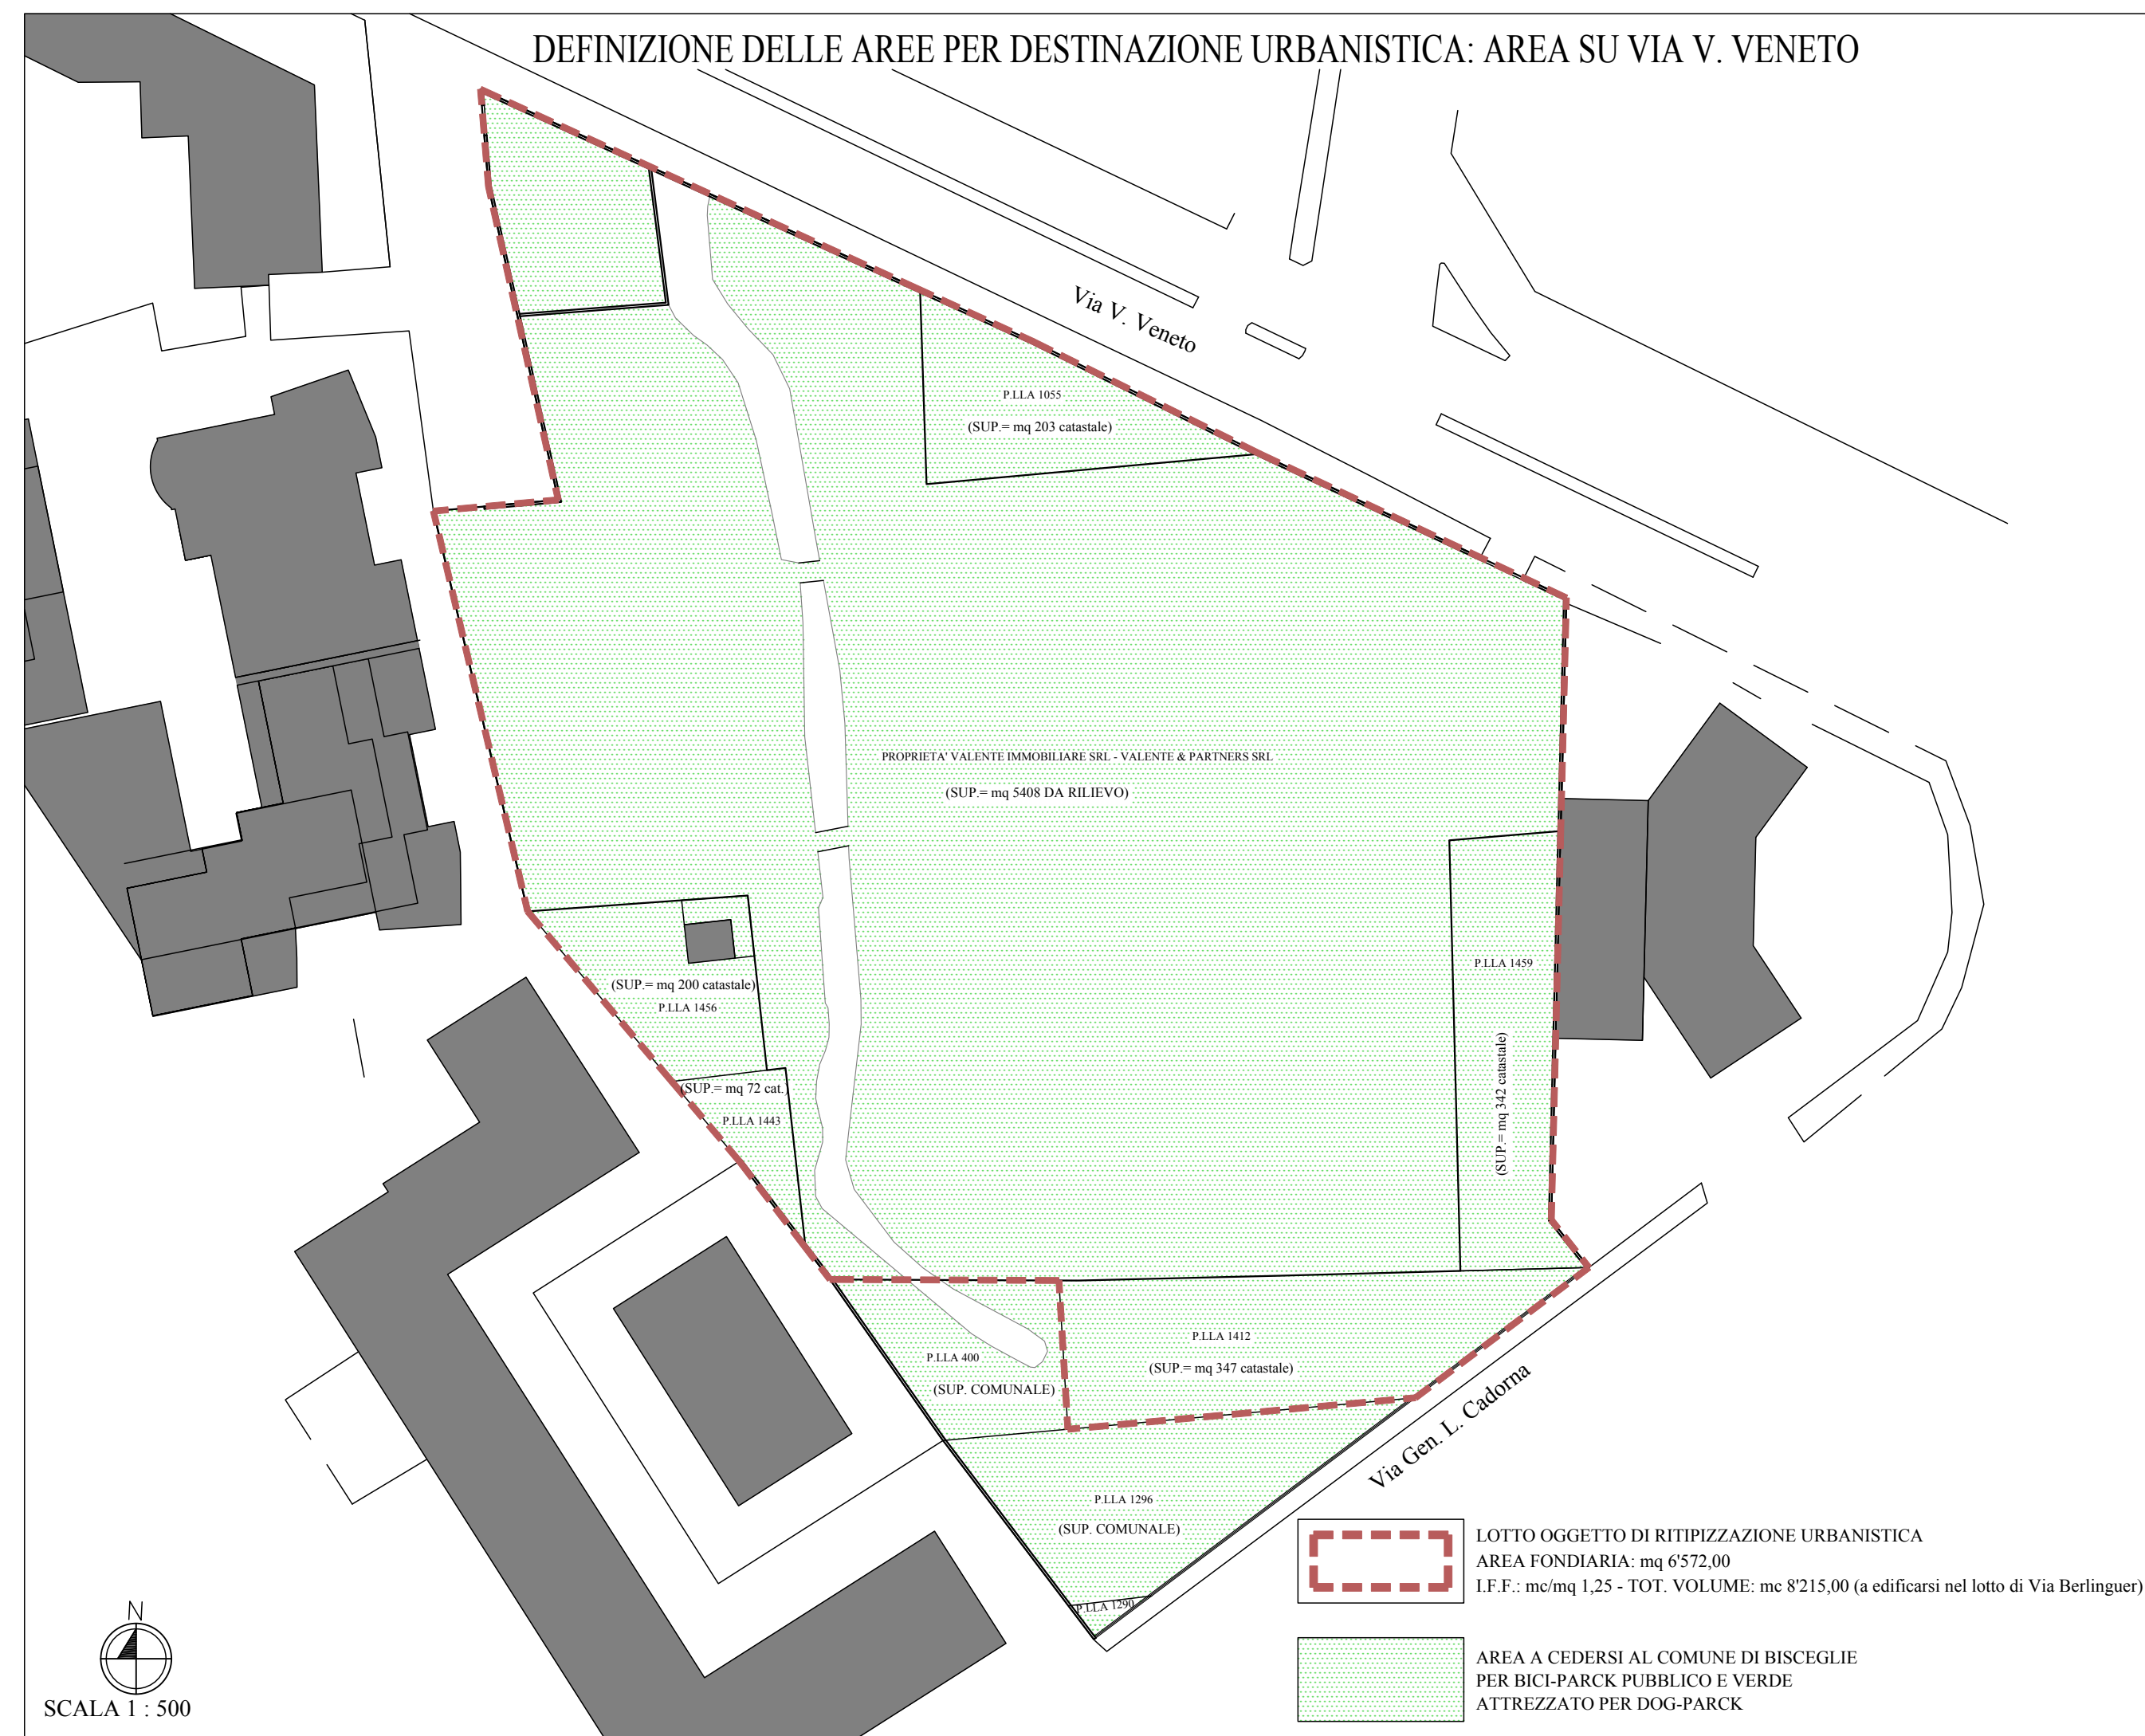 DEFINIZIONE DELLE AREE PER DESTINAZIONE URBANISTICA: AREA SU VIA V. VENETO
Via V. Veneto
P.LLA 1055
(SUP.= mq 203 catastale)
PROPRIETA' VALENTE IMMOBILIARE SRL - VALENTE & PARTNERS SRL
(SUP.= mq 5408 DA RILIEVO)
P.LLA 1459
(SUP.= mq 342 catastale)
(SUP.= mq 200 catastale)
P.LLA 1456
(SUP.= mq 72 cat.)
P.LLA 1443
P.LLA 1412
(SUP.= mq 347 catastale)
P.LLA 400
(SUP. COMUNALE)
Via Gen. L. Cadorna
P.LLA 1296
(SUP. COMUNALE)
P.LLA 1290
LOTTO OGGETTO DI RITIPIZZAZIONE URBANISTICA
AREA FONDIARIA: mq 6'572,00
I.F.F.: mc/mq 1,25 - TOT. VOLUME: mc 8'215,00 (a edificarsi nel lotto di Via Berlinguer)
AREA A CEDERSI AL COMUNE DI BISCEGLIE
PER BICI-PARCK PUBBLICO E VERDE
ATTREZZATO PER DOG-PARCK
N
SCALA 1 : 500